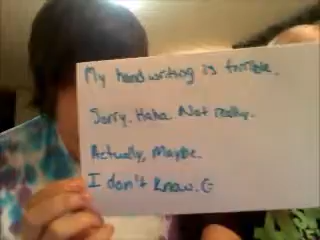 My handwriting is terrible.
Sorry. Haha. Not really.
Actually, Maybe.
I don't know.